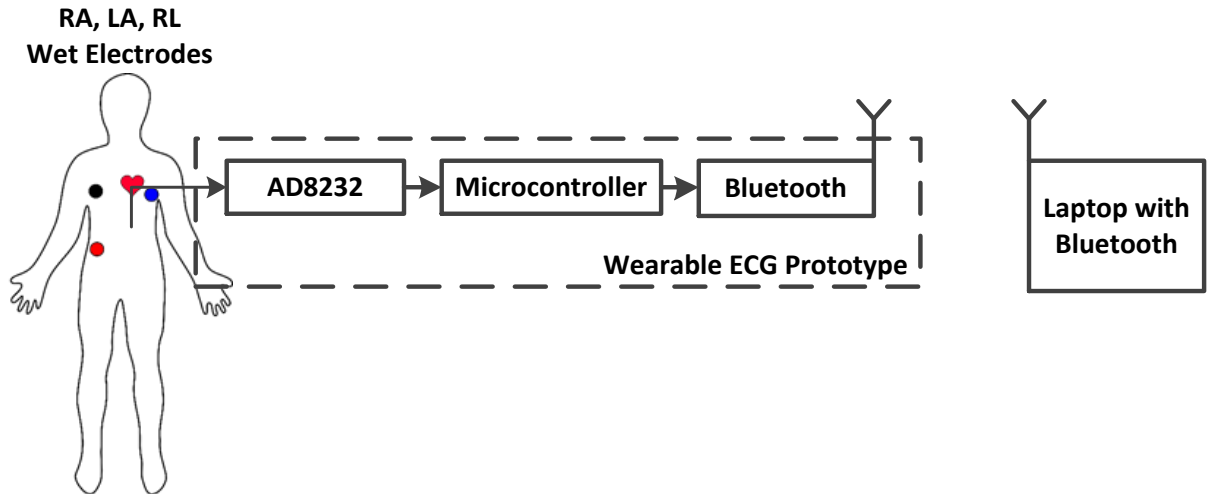 RA, LA, RL
Wet Electrodes
AD8232
Microcontroller
Bluetooth
Wearable ECG Prototype
Laptop with
Bluetooth